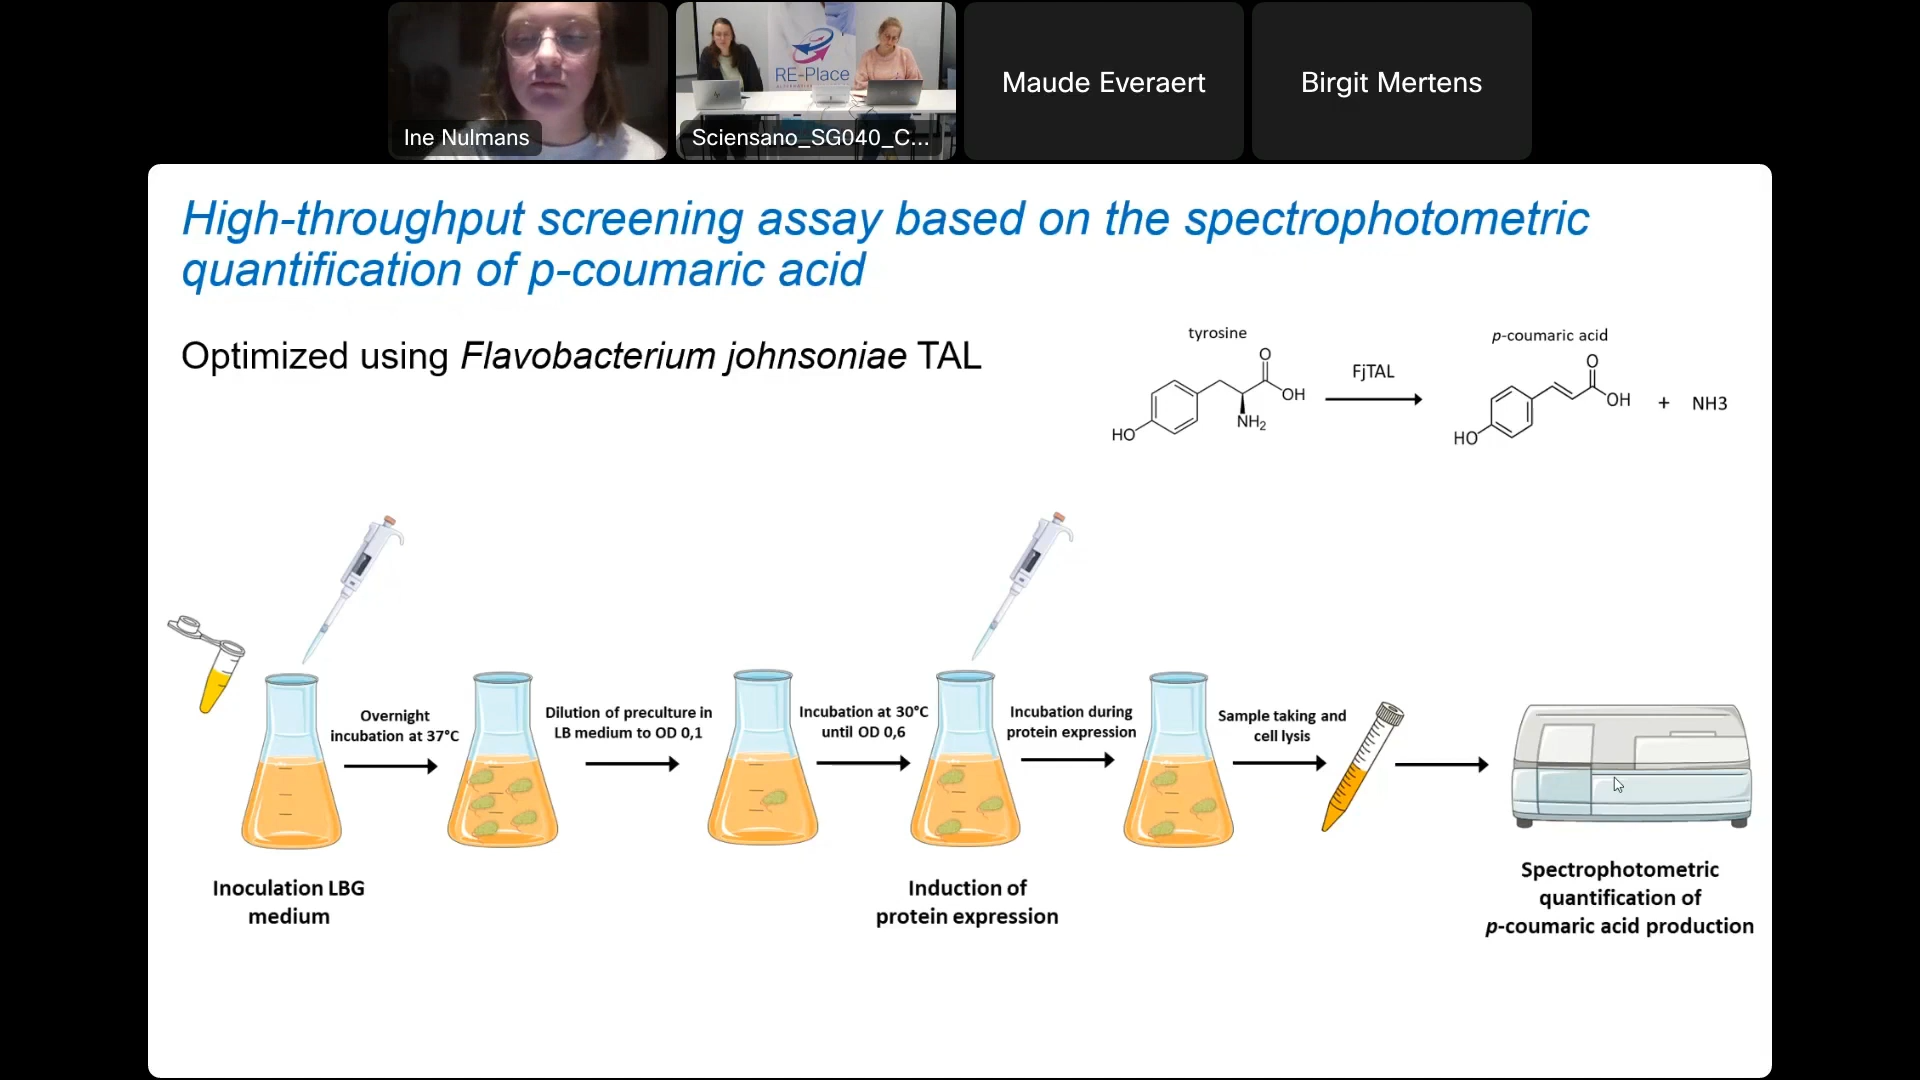 Ine Nulmans
RE-Place
Sciensano_SG040_C...
Maude Everaert
Birgit Mertens
High-throughput screening assay based on the spectrophotometric
quantification of p-coumaric acid
Optimized using Flavobacterium johnsoniae TAL
tyrosine
O
OH
NH2
HO
FjTAL
p-coumaric acid
O
OH
HO
+
NH3
Overnight
incubation at 37°C
Dilution of preculture in
LB medium to OD 0,1
Incubation at 30°C
until OD 0,6
Incubation during
protein expression
Sample taking and
cell lysis
Inoculation LBG
medium
Induction of
protein expression
Spectrophotometric
quantification of
p-coumaric acid production